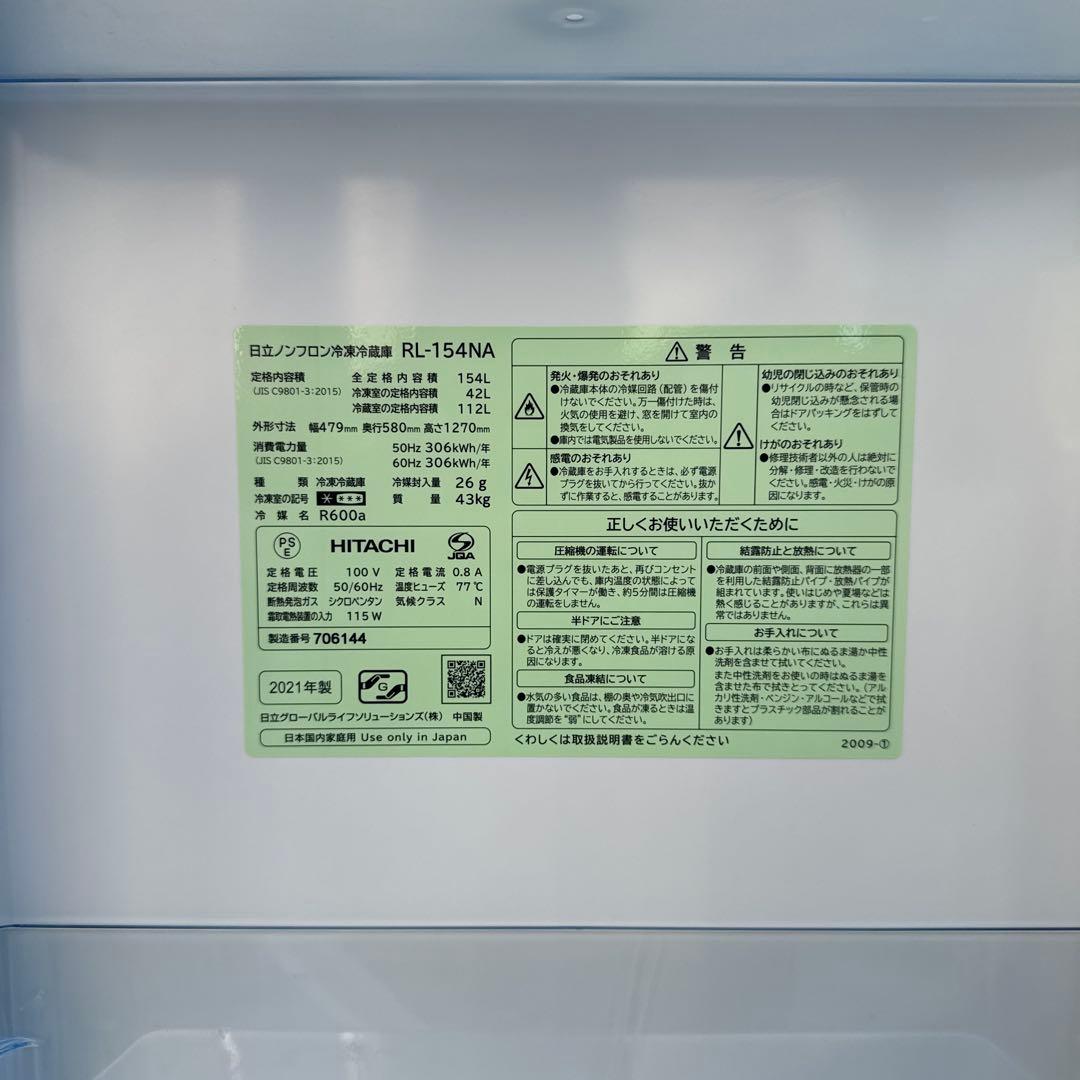 日立ノンフロン冷凍冷蔵庫 RL-154NA
定格内容積 全定格内容積 154L
(JIS C9801-3:2015) 冷凍室の定格内容積 42L
冷蔵室の定格内容積 112L
外形寸法 幅479mm 奥行580mm 高さ1270mm
消費電力量 50Hz 306kWh/年
(JIS C9801-3:2015) 60Hz 306kWh/年
種類 冷凍冷蔵庫 冷媒封入量 26g
冷凍室の記号 質量 43kg
冷媒名 R600a
PSE HITACHI JQA
定格電圧 100V 定格電流 0.8A
定格周波数 50/60Hz 温度ヒューズ 77℃
断熱発泡ガス シクロペンタン 気候クラス N
霜取電熱装置の入力 115W
製造番号 706144
2021年製 G
日立グローバルライフソリューションズ(株) 中国製
日本国内家庭用 Use only in Japan
警告
発火・爆発のおそれあり
●冷蔵庫本体の冷媒回路(配管)を傷付
けないでください。万一傷付けた時は、
火気の使用を避け、窓を開けて室内の
換気をしてください。
●庫内では電気製品を使用しないでください。
感電のおそれあり
●冷蔵庫をお手入れするときは、必ず電源
プラグを抜いてから行ってください。抜か
ずに作業すると、感電することがあります。
幼児の閉じ込みのおそれあり
●リサイクルの時など、保管時の
幼児閉じ込みが懸念される場
合はドアパッキングをはずして
ください。
けがのおそれあり
●修理技術者以外の人は絶対に
分解・修理・改造を行わないで
ください。感電・火災・けがの原
因になります。
正しくお使いいただくために
圧縮機の運転について
●電源プラグを抜いたあと、再びコンセント
に差し込んでも、庫内温度の状態によって
は保護タイマーが働き、約5分間は圧縮機
の運転をしません。
半ドアにご注意
●ドアは確実に閉めてください。半ドアにな
ると冷えが悪くなり、冷凍食品が溶ける原
因になります。
食品凍結について
●水気の多い食品は、棚の奥や冷気吹出口に
置かないでください。食品が凍るときは温
度調節を“弱”にしてください。
結露防止と放熱について
●冷蔵庫の前面や側面、背面に放熱器の一部
を利用した結露防止パイプ・放熱パイプが
組まれています。使いはじめや夏場などは
熱く感じることがありますが、これらは異
常ではありません。
お手入れについて
●お手入れは柔らかい布にぬるま湯か中性
洗剤を含ませて拭いてください。
また中性洗剤をお使いの時はぬるま湯を
含ませた布で拭きとってください。(アル
カリ性洗剤・ベンジン・アルコールなどで拭
きますとプラスチック部品が割れることが
あります)
くわしくは取扱説明書をごらんください
2009-①